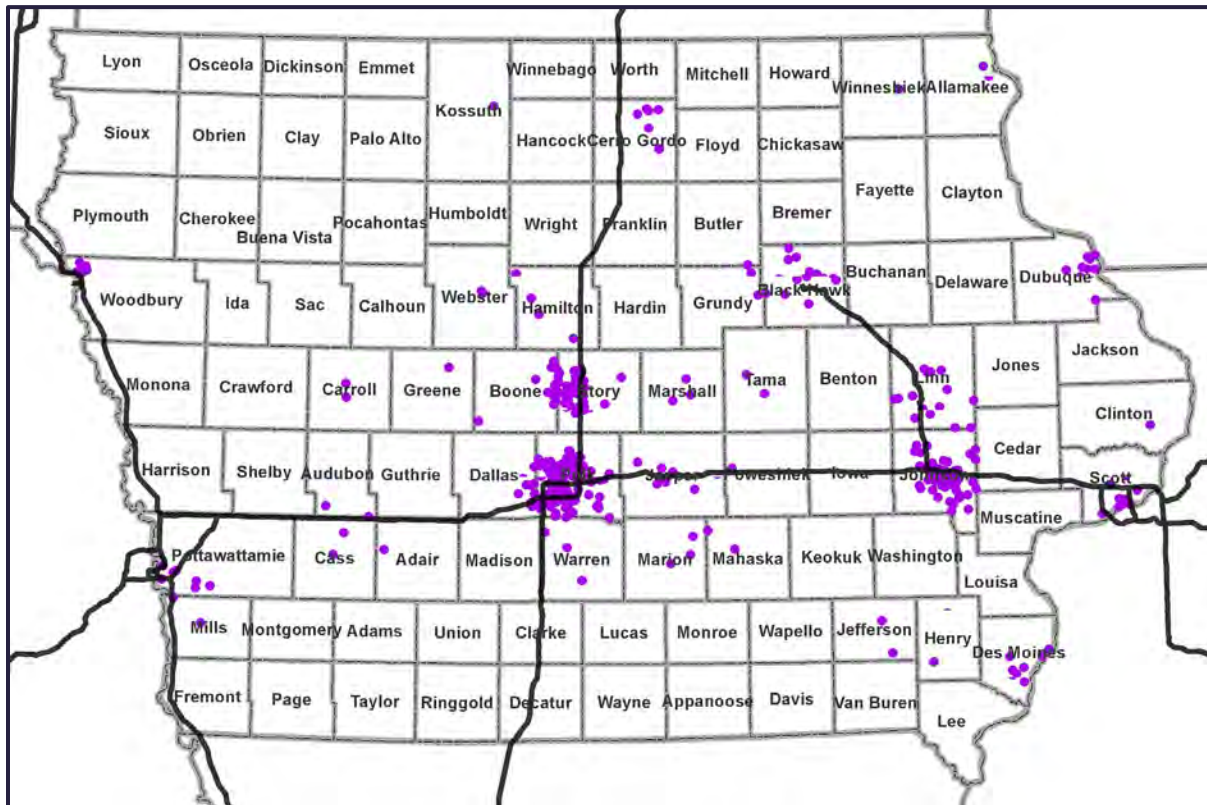 Lyon
Osceola
Dickinson
Emmet
Kossuth
Winnebago
Worth
Mitchell
Howard
Winneshiek
Allamakee
Sioux
Obrien
Clay
Palo Alto
Hancock
Cerro Gordo
Floyd
Chickasaw
Fayette
Clayton
Plymouth
Cherokee
Buena Vista
Pocahontas
Humboldt
Wright
Franklin
Butler
Bremer
Woodbury
Ida
Sac
Calhoun
Webster
Hamilton
Hardin
Grundy
Black Hawk
Buchanan
Delaware
Dubuque
Monona
Crawford
Carroll
Greene
Boone
Story
Marshall
Tama
Benton
Linn
Jones
Jackson
Clinton
Cedar
Harrison
Shelby
Audubon
Guthrie
Dallas
Polk
Jasper
Poweshiek
Iowa
Johnson
Scott
Muscatine
Pottawattamie
Cass
Adair
Madison
Warren
Marion
Mahaska
Keokuk
Washington
Louisa
Mills
Montgomery
Adams
Union
Clarke
Lucas
Monroe
Wapello
Jefferson
Henry
Des Moines
Fremont
Page
Taylor
Ringgold
Decatur
Wayne
Appanoose
Davis
Van Buren
Lee